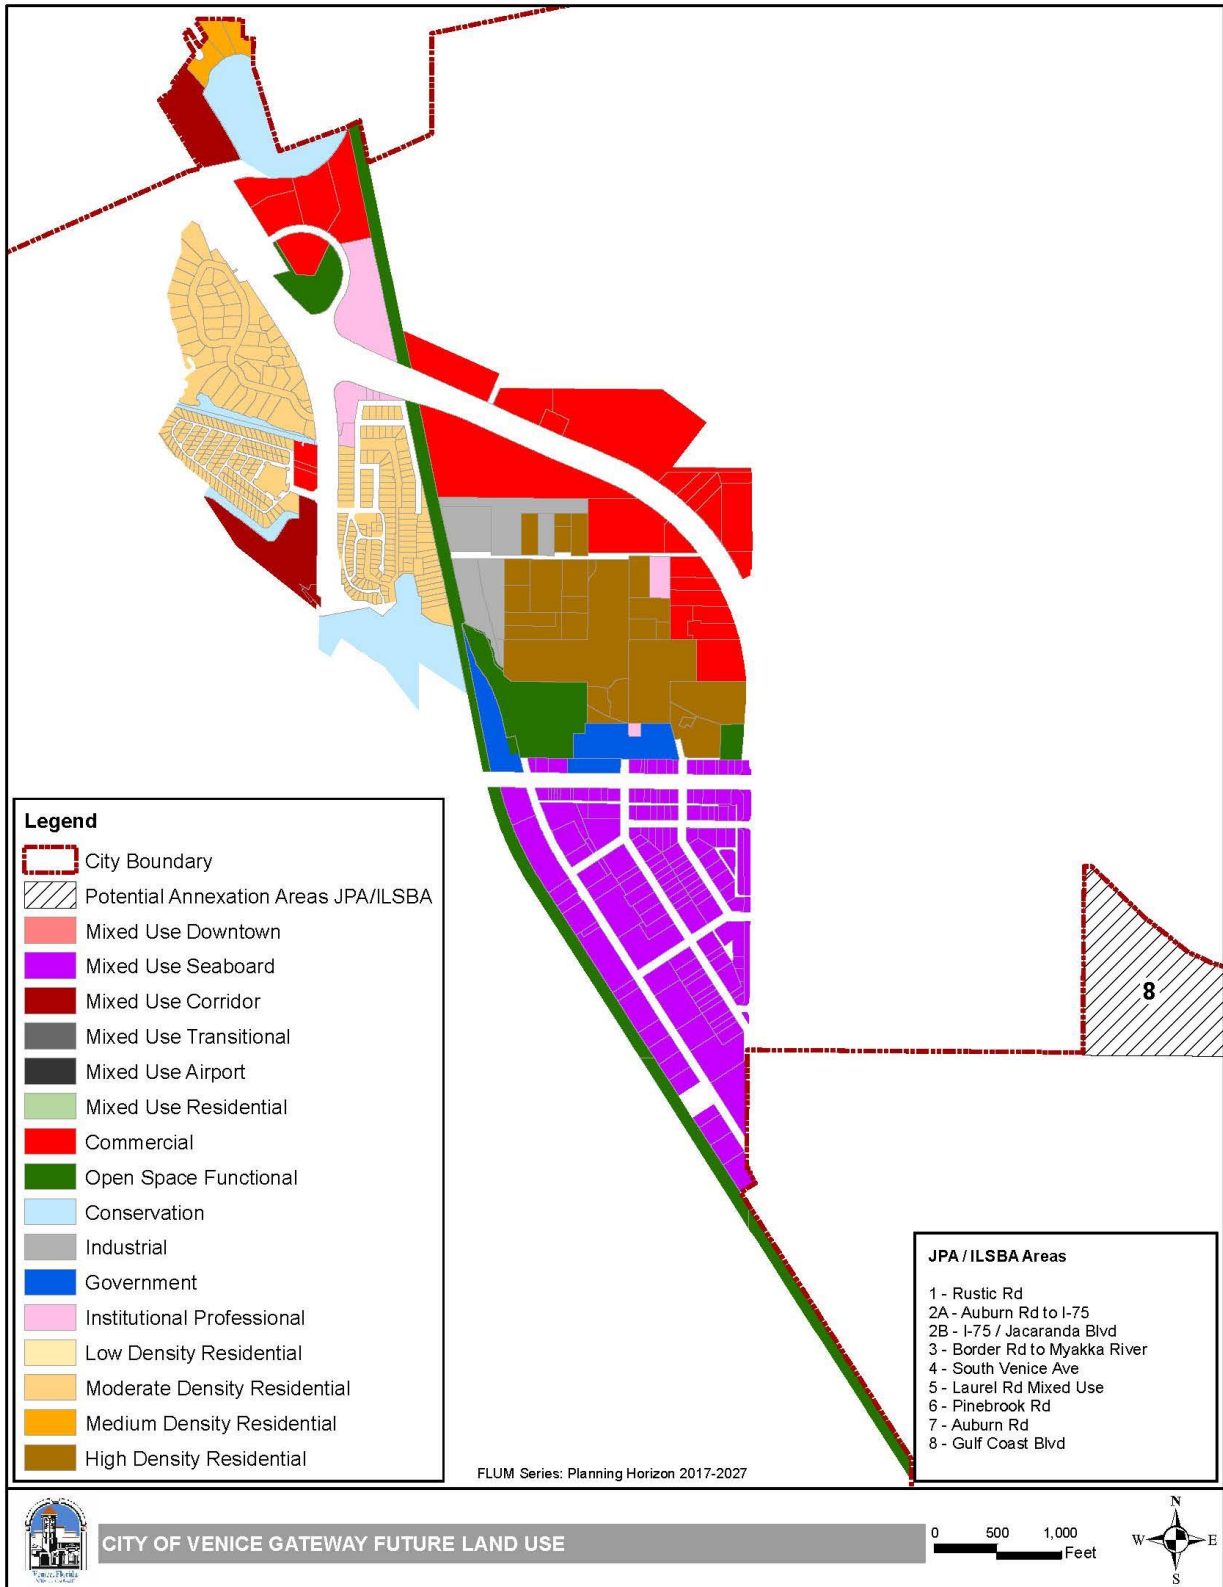 8
Legend
City Boundary
Potential Annexation Areas JPA/ILSBA
Mixed Use Downtown
Mixed Use Seaboard
Mixed Use Corridor
Mixed Use Transitional
Mixed Use Airport
Mixed Use Residential
Commercial
Open Space Functional
Conservation
Industrial
Government
Institutional Professional
Low Density Residential
Moderate Density Residential
Medium Density Residential
High Density Residential
FLUM Series: Planning Horizon 2017-2027
JPA / ILSBA Areas
1 - Rustic Rd
2A - Auburn Rd to I-75
2B - I-75 / Jacaranda Blvd
3 - Border Rd to Myakka River
4 - South Venice Ave
5 - Laurel Rd Mixed Use
6 - Pinebrook Rd
7 - Auburn Rd
8 - Gulf Coast Blvd
Venice, Florida
CITY OF VENICE GATEWAY FUTURE LAND USE
0 500 1,000
Feet
N
W E
S